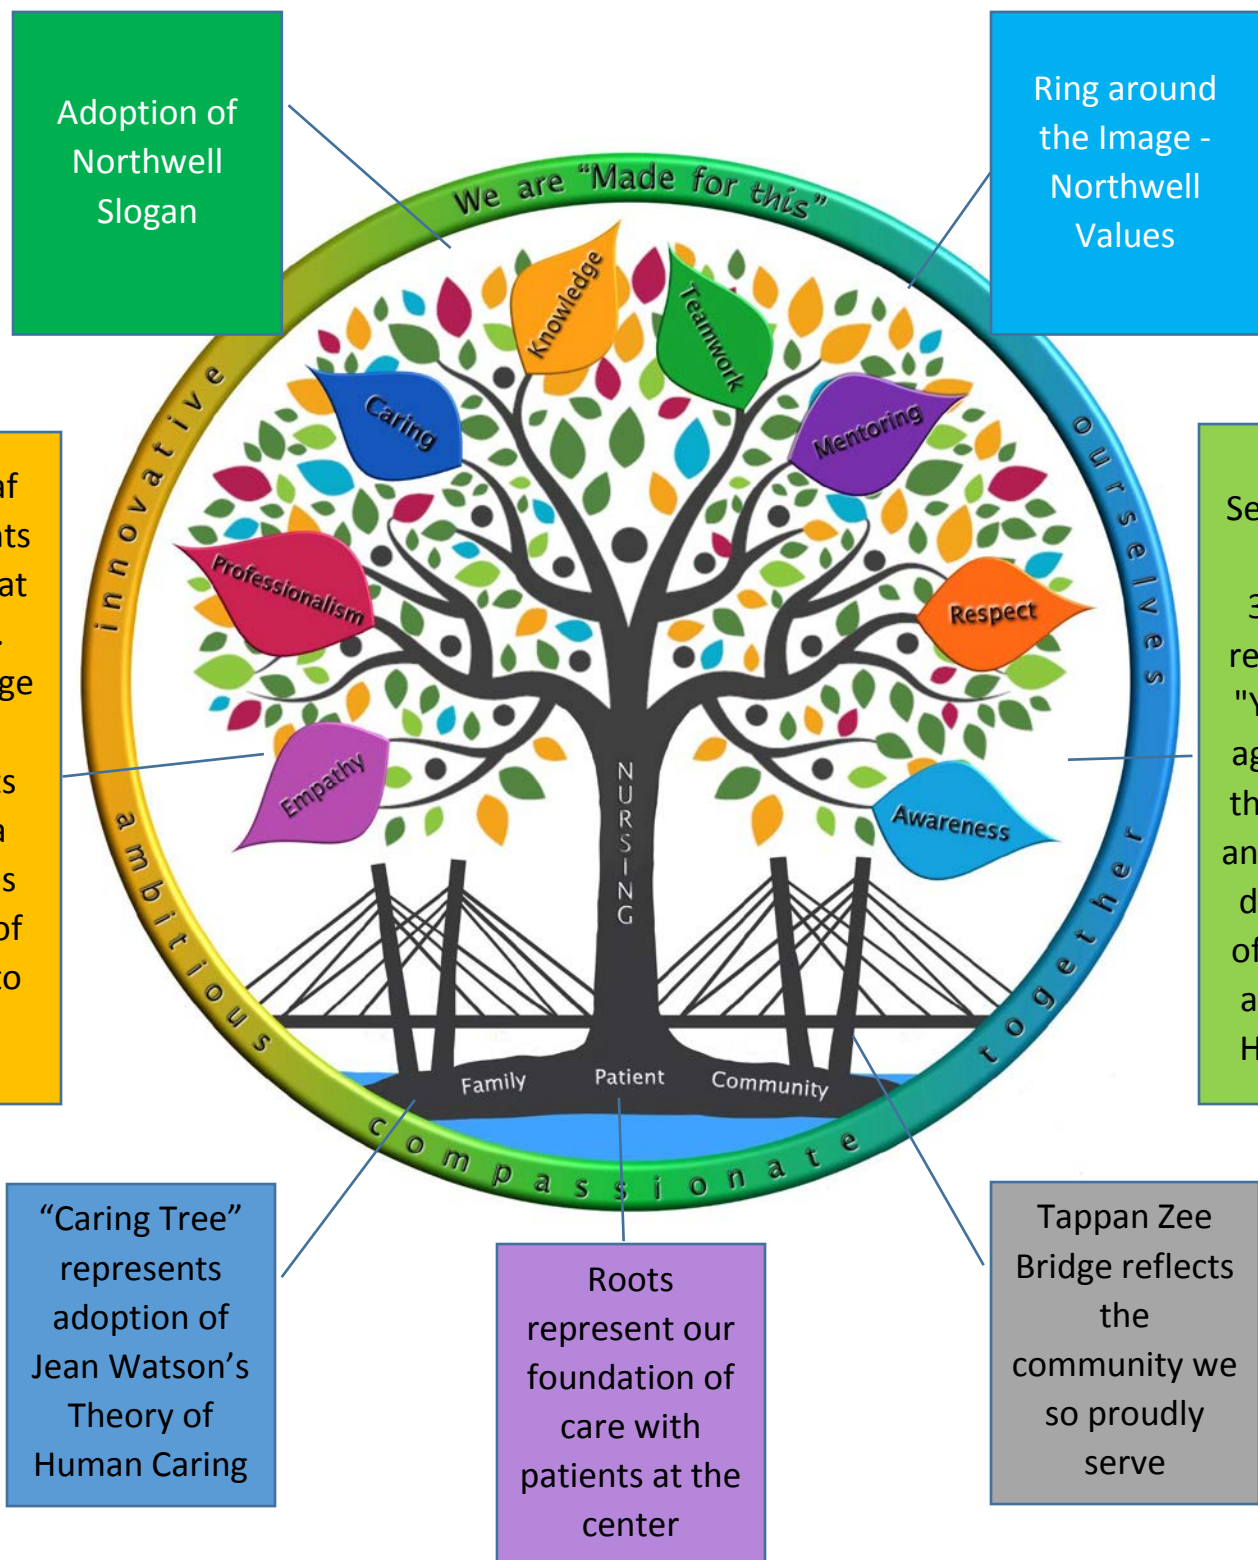 Adoption of
Northwell
Slogan
Ring around
the Image -
Northwell
Values
We are "Made for this"
innovative
ambitious
compassionate
together
ourselves
Knowledge
Teamwork
Caring
Mentoring
Professionalism
Respect
Empathy
Awareness
NURSING
Family
Patient
Community
“Caring Tree”
represents
adoption of
Jean Watson’s
Theory of
Human Caring
Roots
represent our
foundation of
care with
patients at the
center
Tappan Zee
Bridge reflects
the
community we
so proudly
serve
of
to
"Y